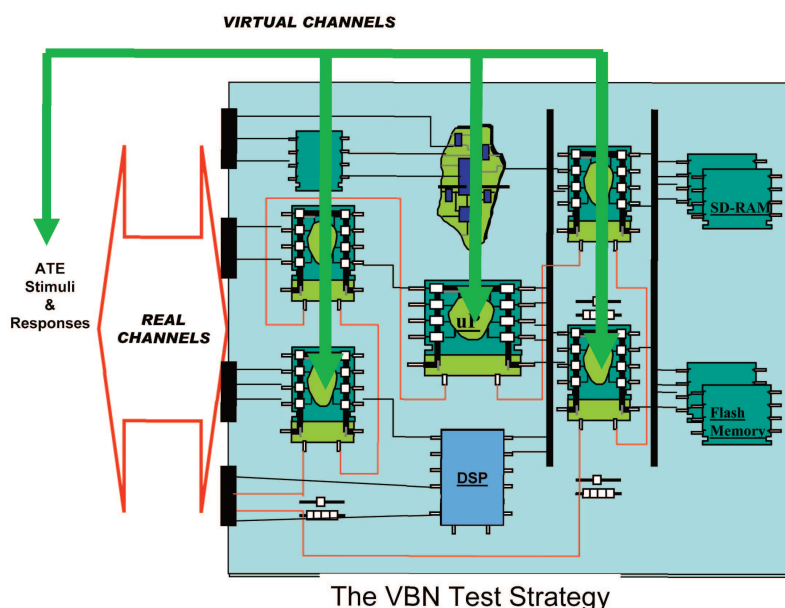 VIRTUAL CHANNELS
SD-RAM
ATE
Stimuli
&
Responses
REAL
CHANNELS
uP
Flash
Memory
DSP
The VBN Test Strategy